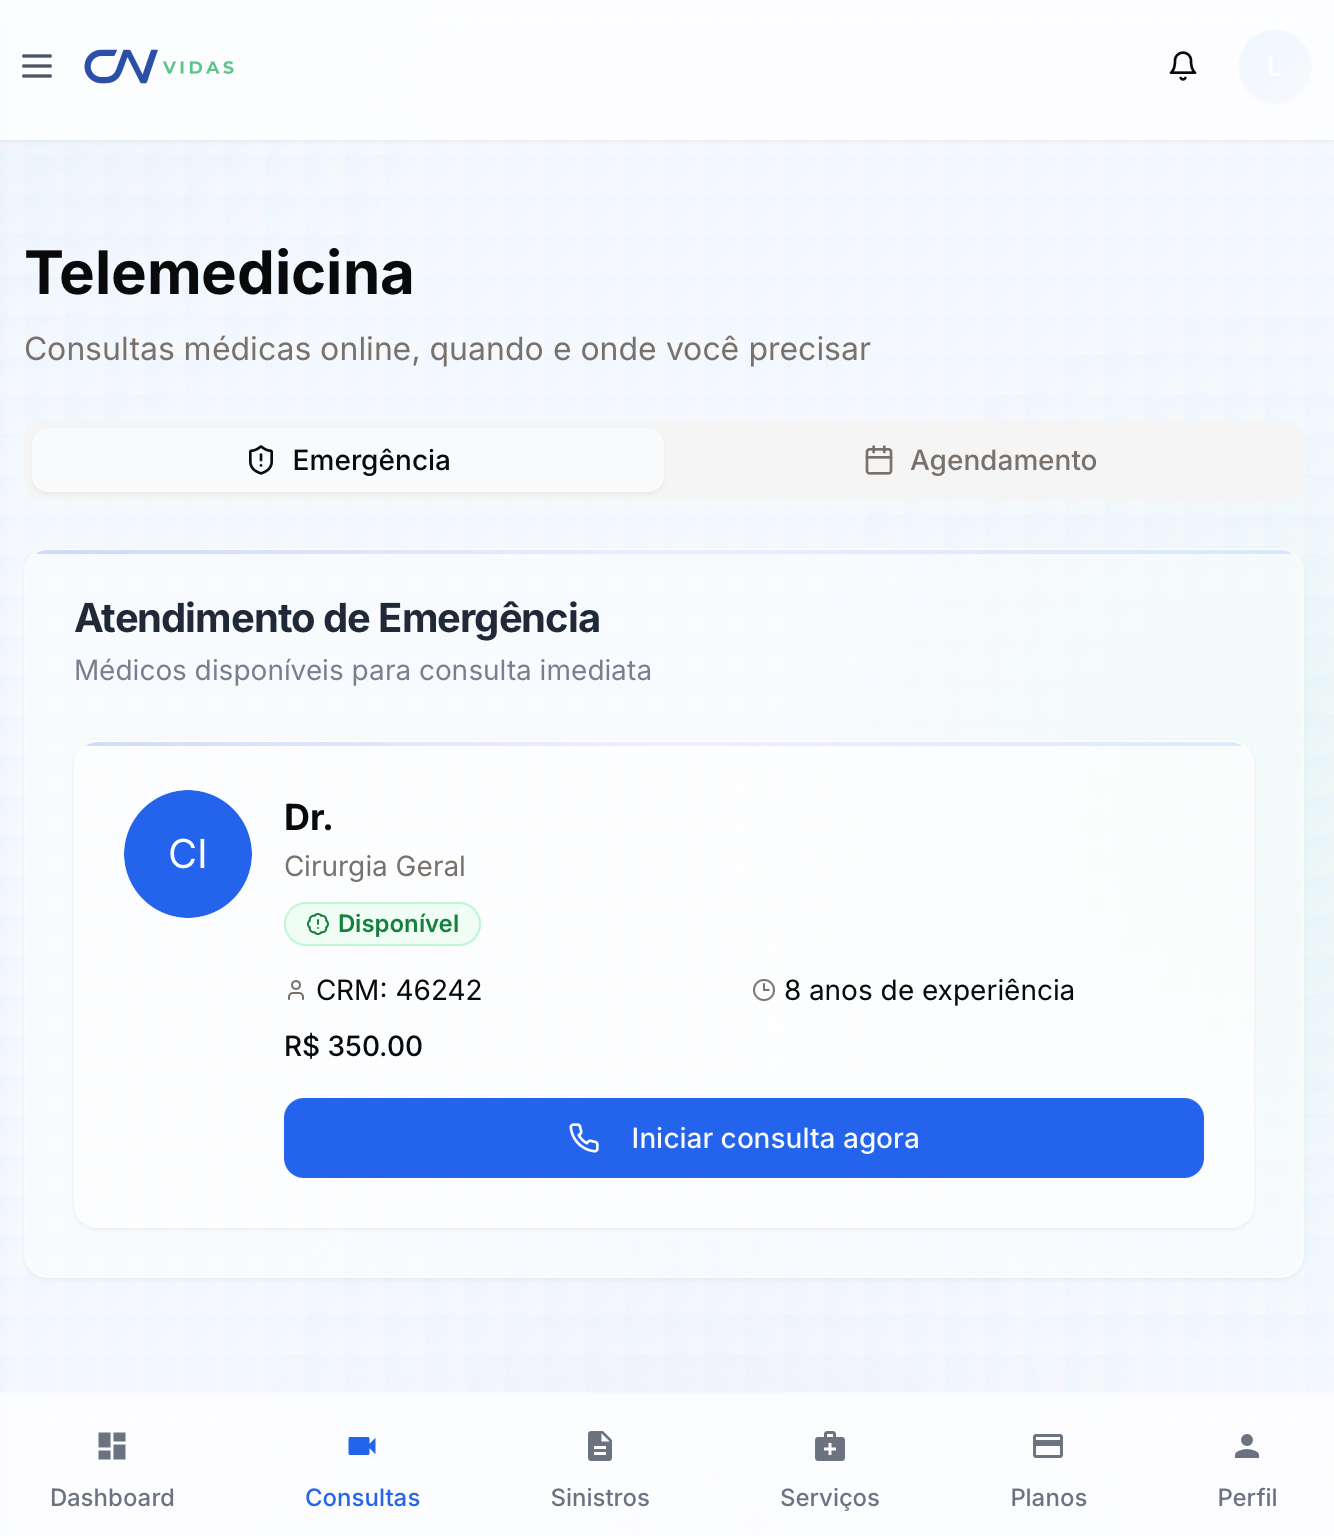 CNVIDAS
L
Telemedicina
Consultas médicas online, quando e onde você precisar
Emergência
Agendamento
Atendimento de Emergência
Médicos disponíveis para consulta imediata
CI
Dr.
Cirurgia Geral
Disponível
CRM: 46242
8 anos de experiência
R$ 350.00
Iniciar consulta agora
Dashboard
Consultas
Sinistros
Serviços
Planos
Perfil